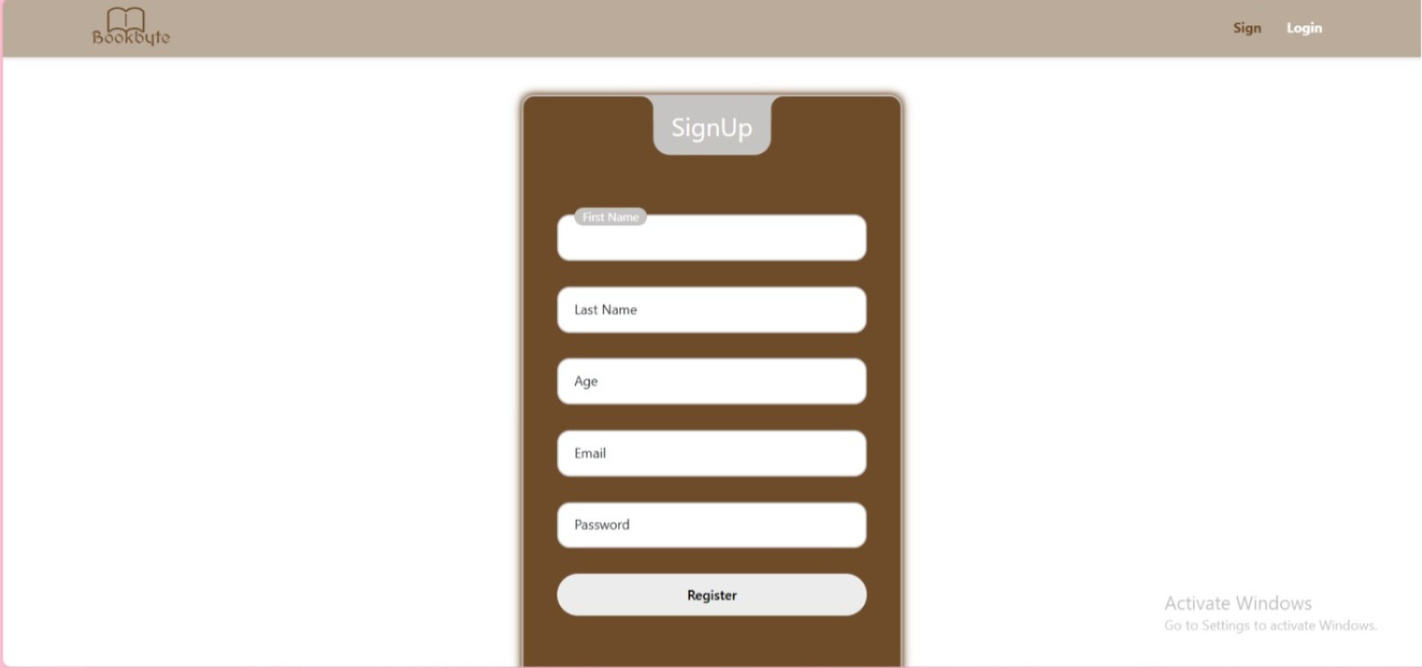 Bookbyte
Sign Login
SignUp
First Name
Last Name
Age
Email
Password
Register
Activate Windows
Go to Settings to activate Windows.